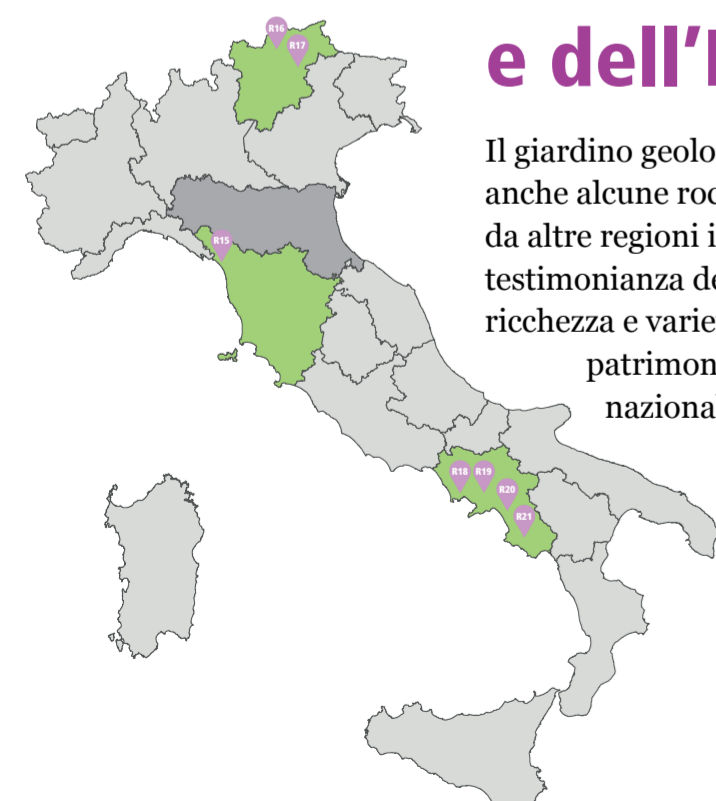 R16
R17
R15
R18 R19
R20
R21
e dell’
Il giardino geolo
anche alcune roc
da altre regioni i
testimonianza de
ricchezza e varie
patrimon
naziona